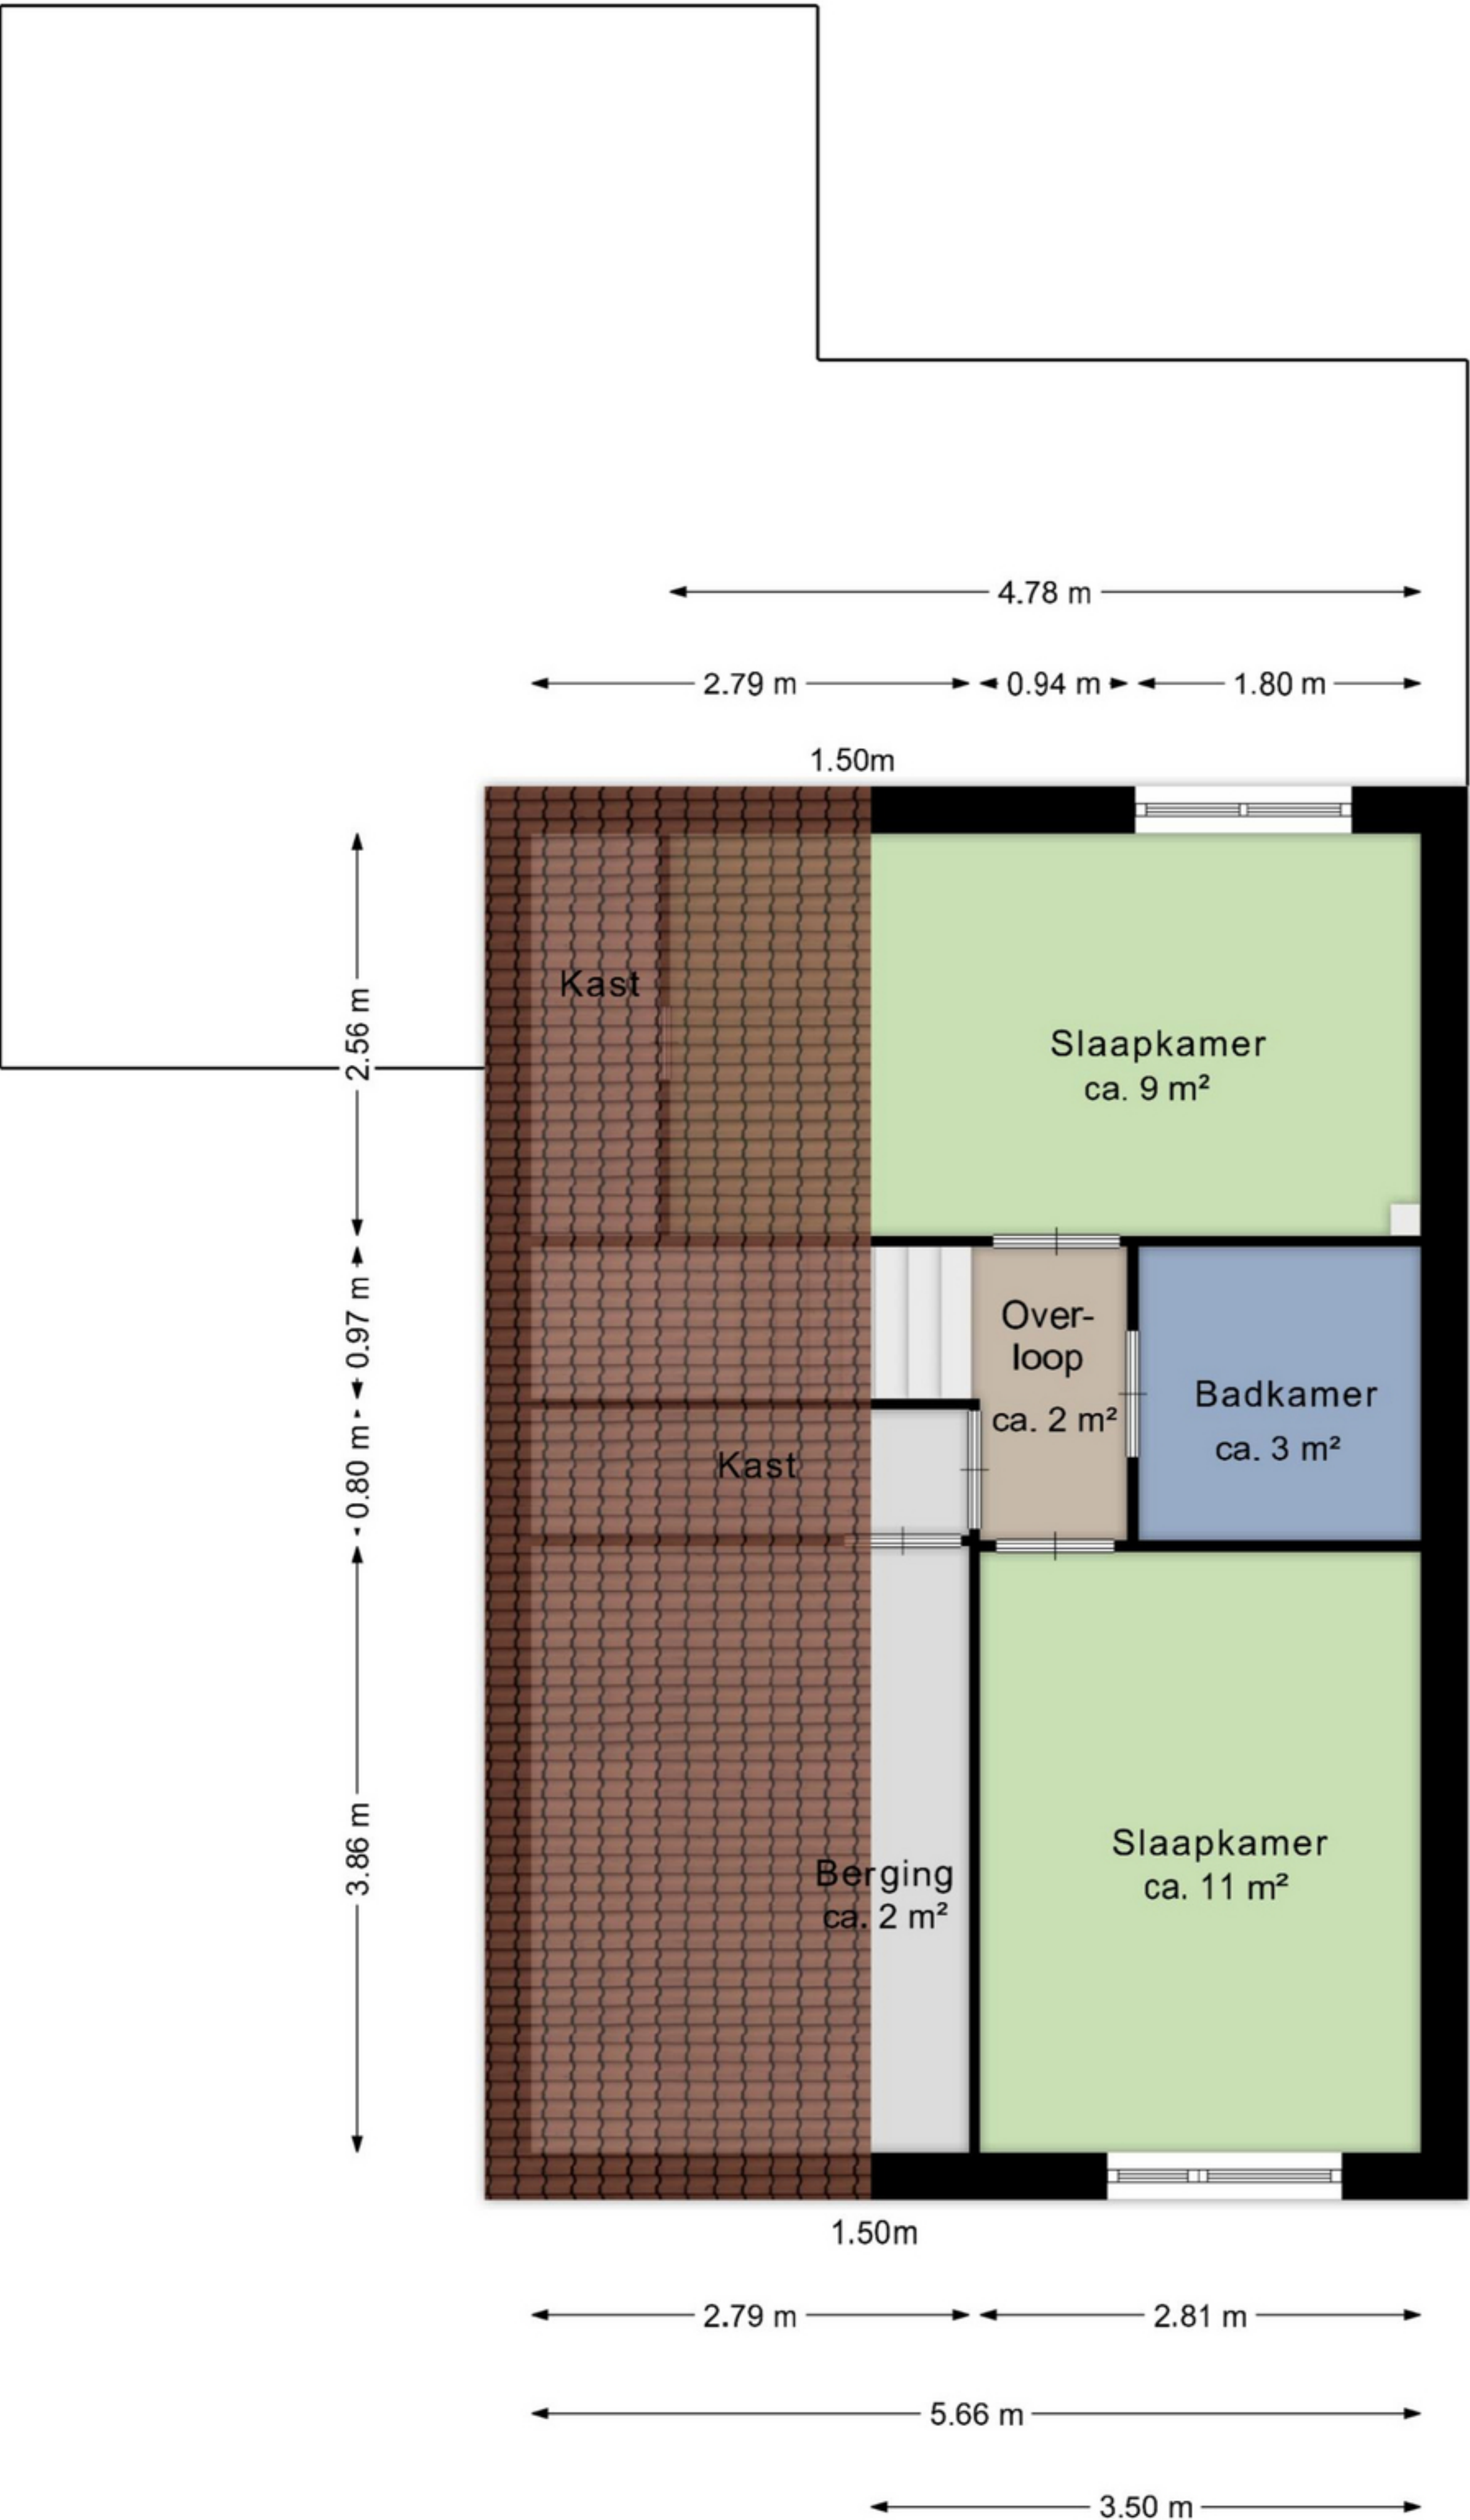 4.78 m
2.79 m
0.94 m
1.80 m
1.50m
2.56 m
Kast
Slaapkamer
ca. 9 m²
0.97 m
Over-
loop
ca. 2 m²
Badkamer
ca. 3 m²
0.80 m
Kast
3.86 m
Slaapkamer
ca. 11 m²
Berging
ca. 2 m²
1.50m
2.79 m
2.81 m
5.66 m
3.50 m